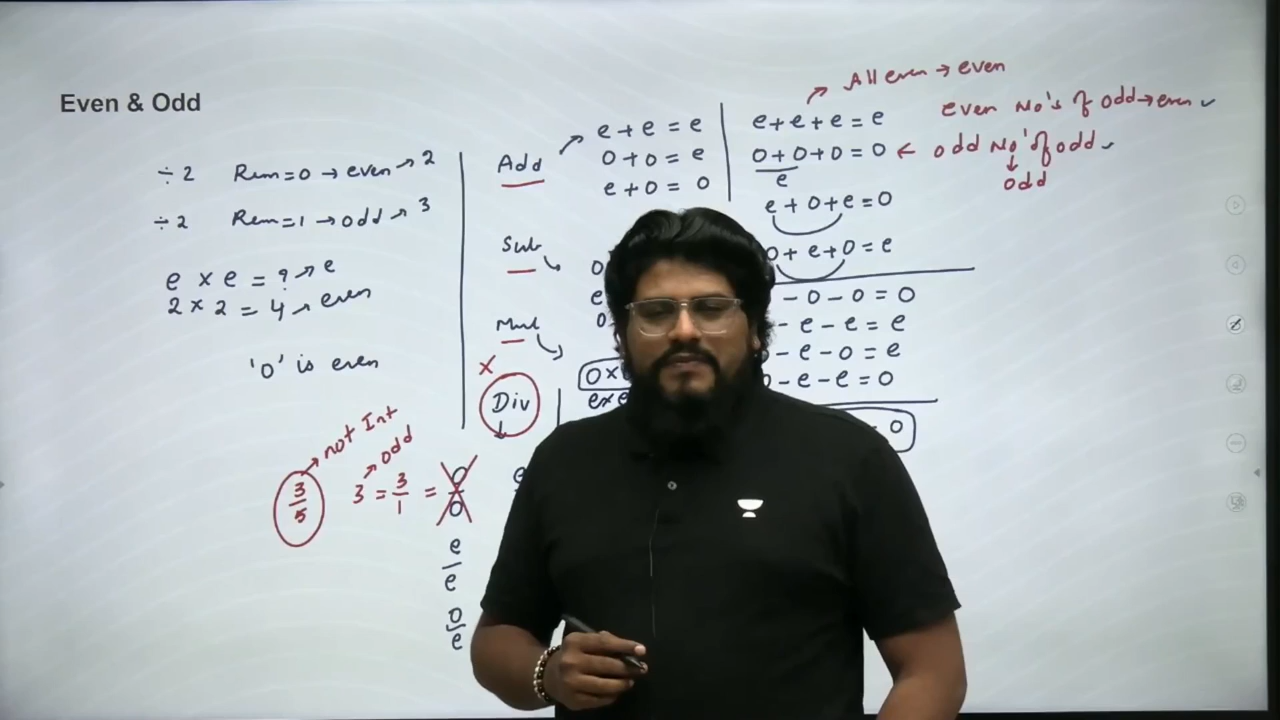 Even & Odd
÷2 Rem=0 → even → 2
÷2 Rem=1 → odd → 3
e × e = ? → e
2 × 2 = 4 → even
'0' is even
3/5 → not Int
3 = 3/1 = o/o
→ odd
e/e
o/e
Add
e + e = e
o + o = e
e + o = o
Sub
o
e
o
Mul
o×
e×e
×
Div
→ All even → even
e + e + e = e
even No's of odd → even ✓
o + o + o = o ← odd No's of odd ✓
e
↓
odd
e + o + e = o
o + e + o = e
- o - o = o
- e - e = e
- e - o = e
o - e - e = o
- o